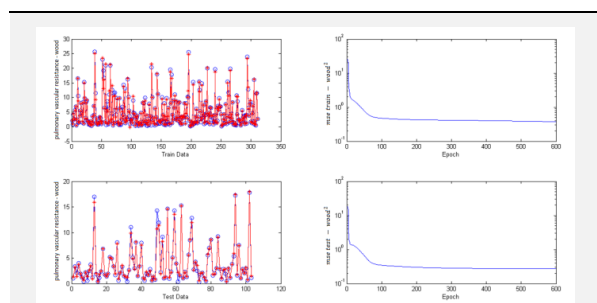 pulmonary vascular resistance-wood
30
25
20
15
10
5
0
-5
0 50 100 150 200 250 300 350
Train Data
mse train - wood²
10²
10¹
10⁰
10⁻¹
0 100 200 300 400 500 600
Epoch
pulmonary vascular resistance-wood
20
15
10
5
0
0 20 40 60 80 100 120
Test Data
mse test - wood²
10²
10¹
10⁰
10⁻¹
0 100 200 300 400 500 600
Epoch